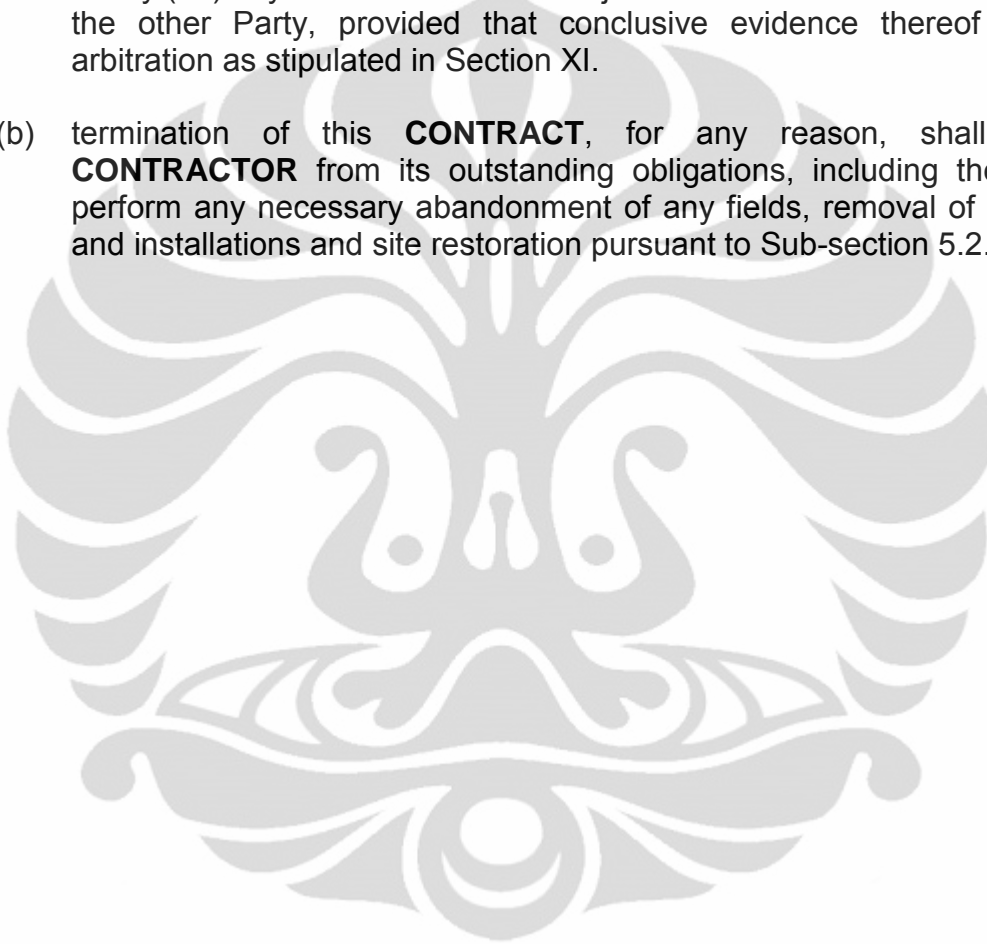 the other Party, provided that conclusive evidence thereof
arbitration as stipulated in Section XI.
(b) termination of this CONTRACT, for any reason, shall
CONTRACTOR from its outstanding obligations, including the
perform any necessary abandonment of any fields, removal of
and installations and site restoration pursuant to Sub-section 5.2.